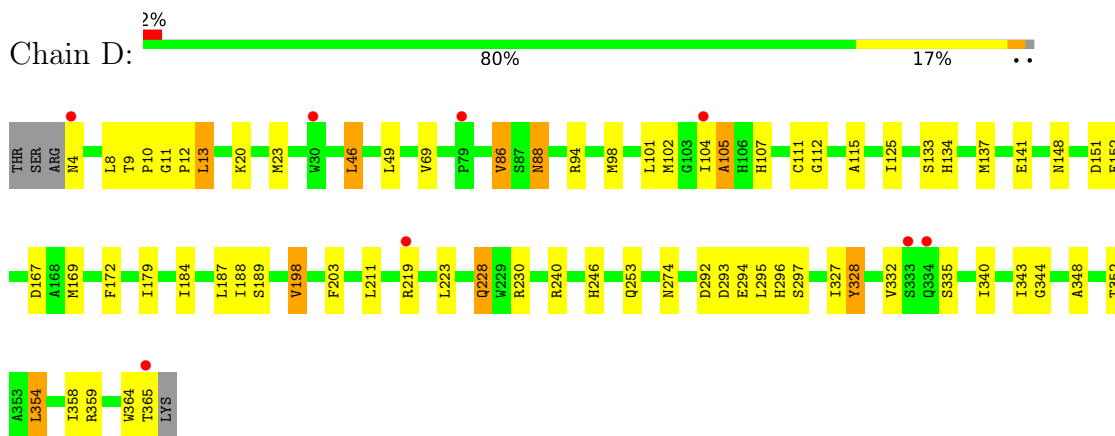 2%
Chain D:
80% 17% • •
THR SER ARG N4 L8 T9 P10 G11 P12 L13 K20 M23 W30 L46 L49 V69 P79 V86 S87 N88 R94 M98 L101 M102 G103 I104 A105 H106 H107 C111 G112 A115 I125 S133 H134 M137 E141 N148 D151
D167 A168 M169 F172 I179 I184 L187 I188 S189 V198 F203 L211 R219 L223 Q228 W229 R230 R240 H246 Q253 N274 D292 D293 E294 L295 H296 S297 I327 Y328 V332 S333 Q334 S335 I340 I343 G344 A348 T352
A353 L354 I358 R359 W364 T365 LYS